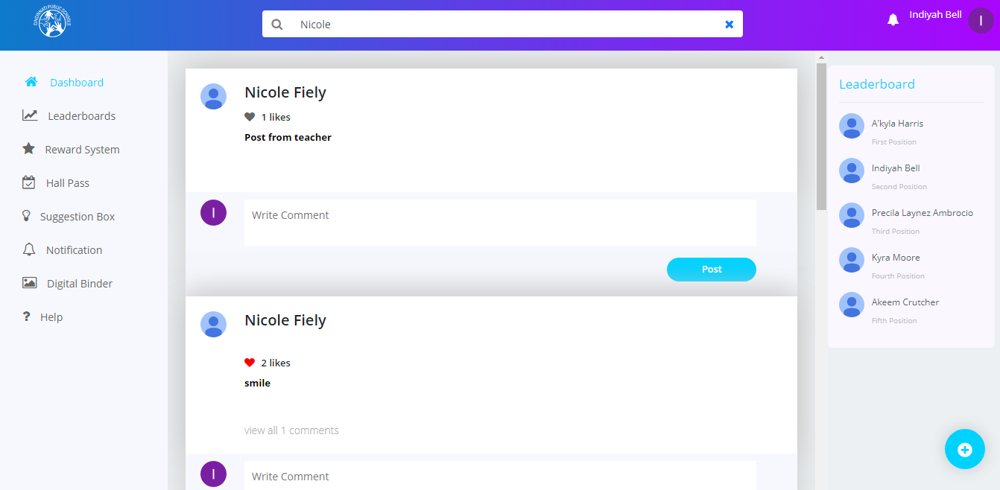 CINCINNATI PUBLIC SCHOOLS
Nicole
Indiyah Bell
I
Dashboard
Leaderboards
Reward System
Hall Pass
Suggestion Box
Notification
Digital Binder
Help
Nicole Fiely
1 likes
Post from teacher
I
Write Comment
Post
Nicole Fiely
2 likes
smile
view all 1 comments
I
Write Comment
Leaderboard
A'kyla Harris
First Position
Indiyah Bell
Second Position
Precila Laynez Ambrocio
Third Position
Kyra Moore
Fourth Position
Akeem Crutcher
Fifth Position